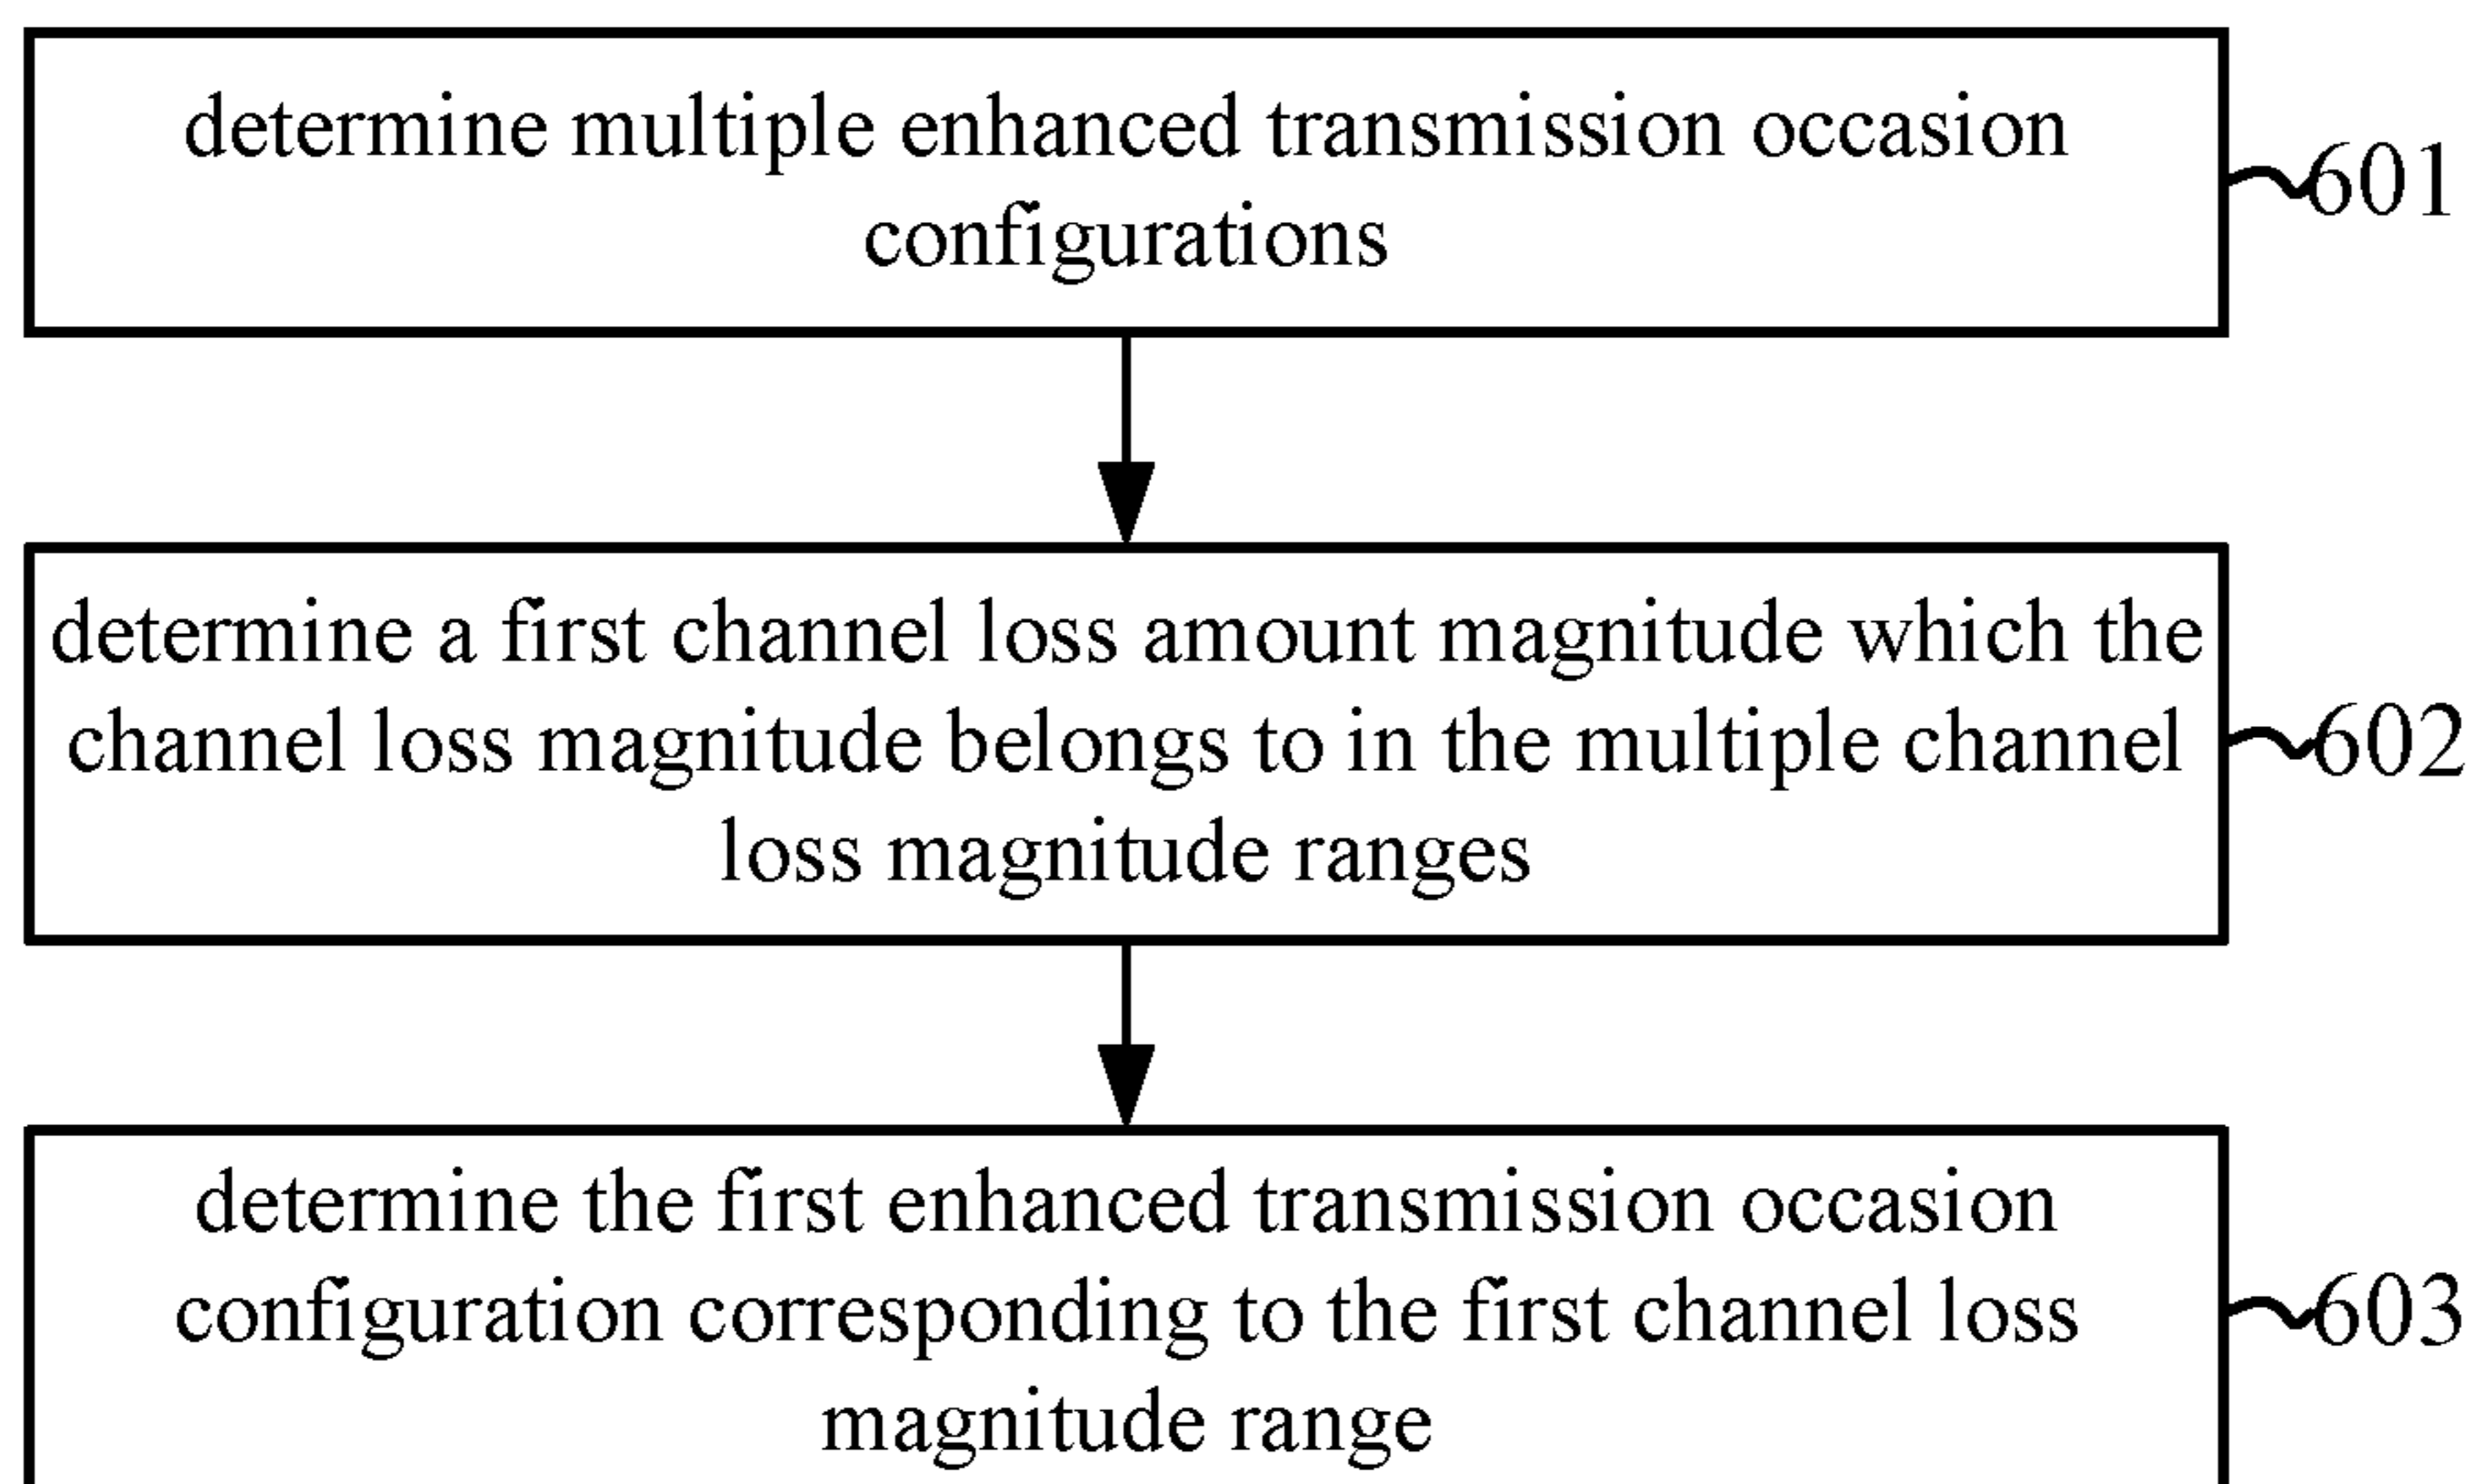 determine multiple enhanced transmission occasion
configurations
601
determine a first channel loss amount magnitude which the
channel loss magnitude belongs to in the multiple channel
loss magnitude ranges
602
determine the first enhanced transmission occasion
configuration corresponding to the first channel loss
magnitude range
603